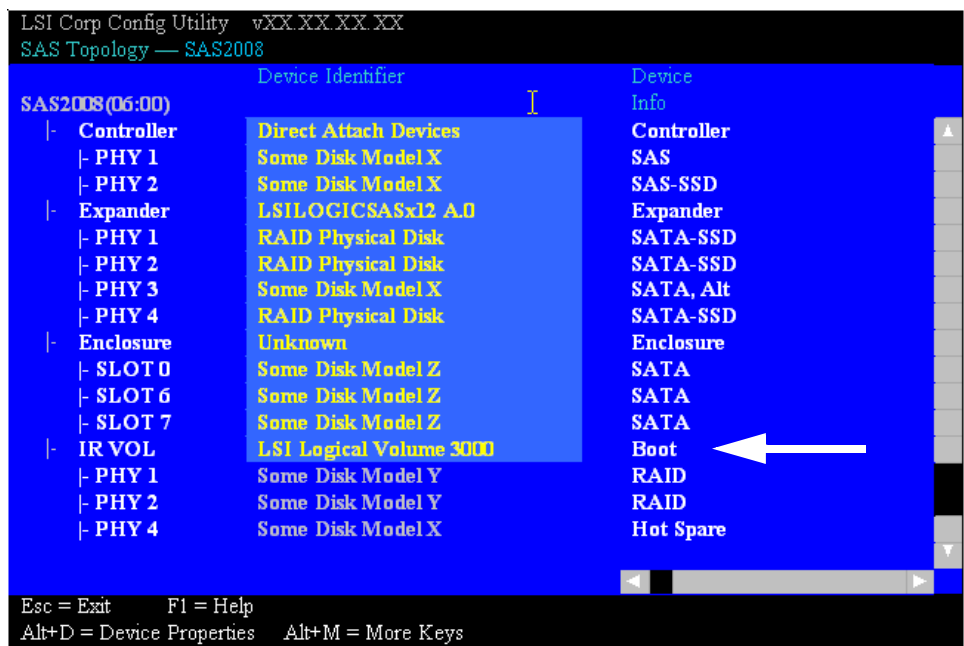 LSI Corp Config Utility vXX.XX.XX.XX
SAS Topology — SAS2008
Device Identifier Device
SAS2008(06:00) Info
|- Controller Direct Attach Devices Controller
|- PHY 1 Some Disk Model X SAS
|- PHY 2 Some Disk Model X SAS-SSD
|- Expander LSILOGICSASx12 A.0 Expander
|- PHY 1 RAID Physical Disk SATA-SSD
|- PHY 2 RAID Physical Disk SATA-SSD
|- PHY 3 Some Disk Model X SATA, Alt
|- PHY 4 RAID Physical Disk SATA-SSD
|- Enclosure Unknown Enclosure
|- SLOT 0 Some Disk Model Z SATA
|- SLOT 6 Some Disk Model Z SATA
|- SLOT 7 Some Disk Model Z SATA
|- IR VOL LSI Logical Volume 3000 Boot
|- PHY 1 Some Disk Model Y RAID
|- PHY 2 Some Disk Model Y RAID
|- PHY 4 Some Disk Model X Hot Spare
Esc = Exit F1 = Help
Alt+D = Device Properties Alt+M = More Keys